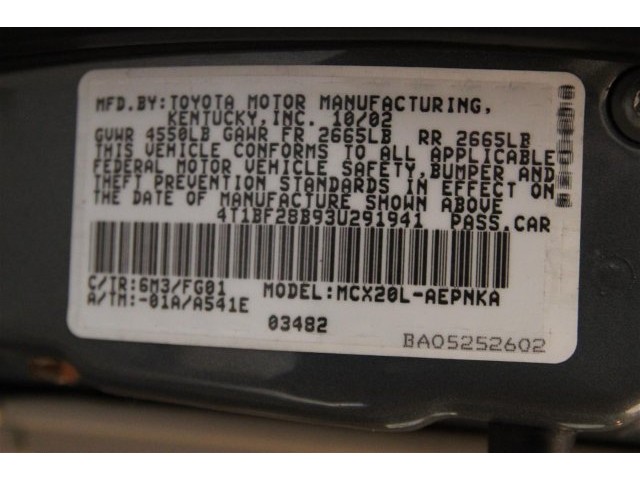 MFD.BY:TOYOTA MOTOR MANUFACTURING,
KENTUCKY,INC. 10/02
GVWR 4550LB GAWR FR 2665LB RR 2665LB
THIS VEHICLE CONFORMS TO ALL APPLICABLE
FEDERAL MOTOR VEHICLE SAFETY,BUMPER AND
THEFT PREVENTION STANDARDS IN EFFECT ON
THE DATE OF MANUFACTURE SHOWN ABOVE
4T1BF28B93U291941 PASS.CAR
C/TR:6M3/FG01 MODEL:MCX20L-AEPNKA
A/TM:-01A/A541E
03482
BA05252602